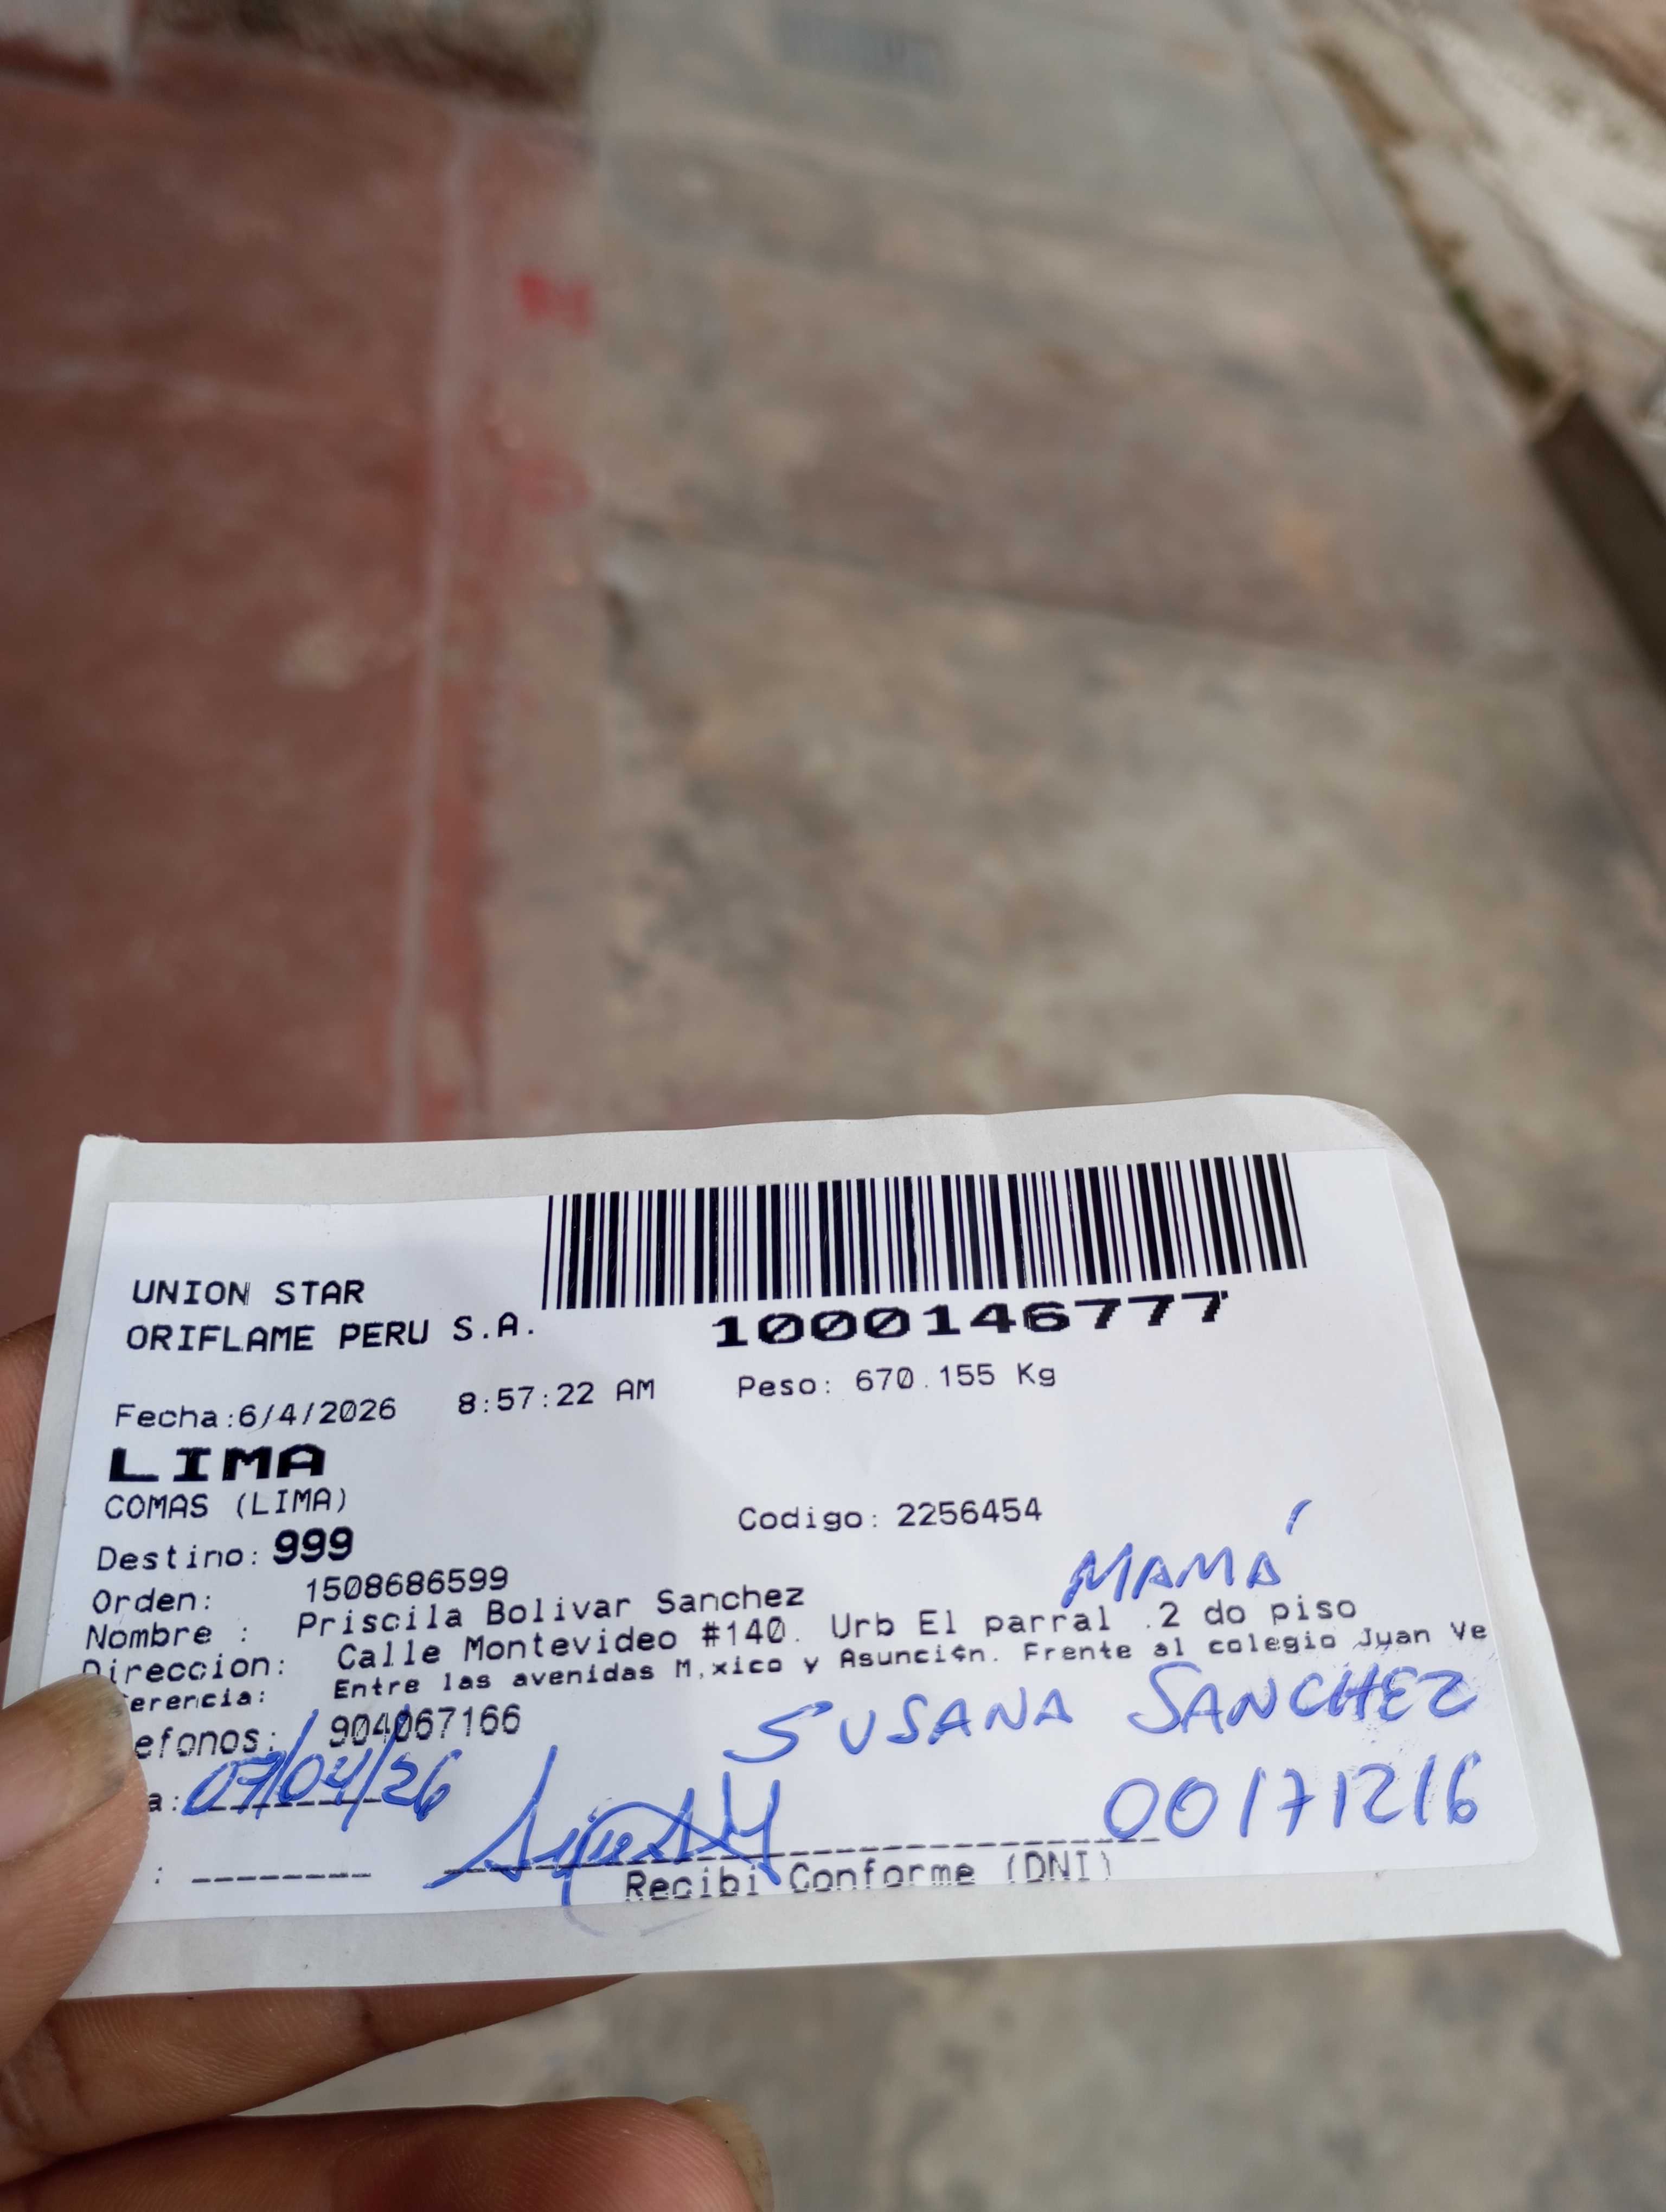 UNION STAR
ORIFLAME PERU S.A.
1000146777
Fecha:6/4/2026 8:57:22 AM Peso: 670.155 Kg
LIMA
COMAS (LIMA)
Codigo: 2256454
Destino: 999
Orden: 1508686599
MAMÁ
Nombre : Priscila Bolivar Sanchez
Direccion: Calle Montevideo #140. Urb El parral .2 do piso
erencia: Entre las avenidas M,xico y Asunci¢n. Frente al colegio Juan Ve
efonos: 904067166
SUSANA SANCHEZ
a: 07/04/26
00171216
: --------
Recibi Conforme (DNI)